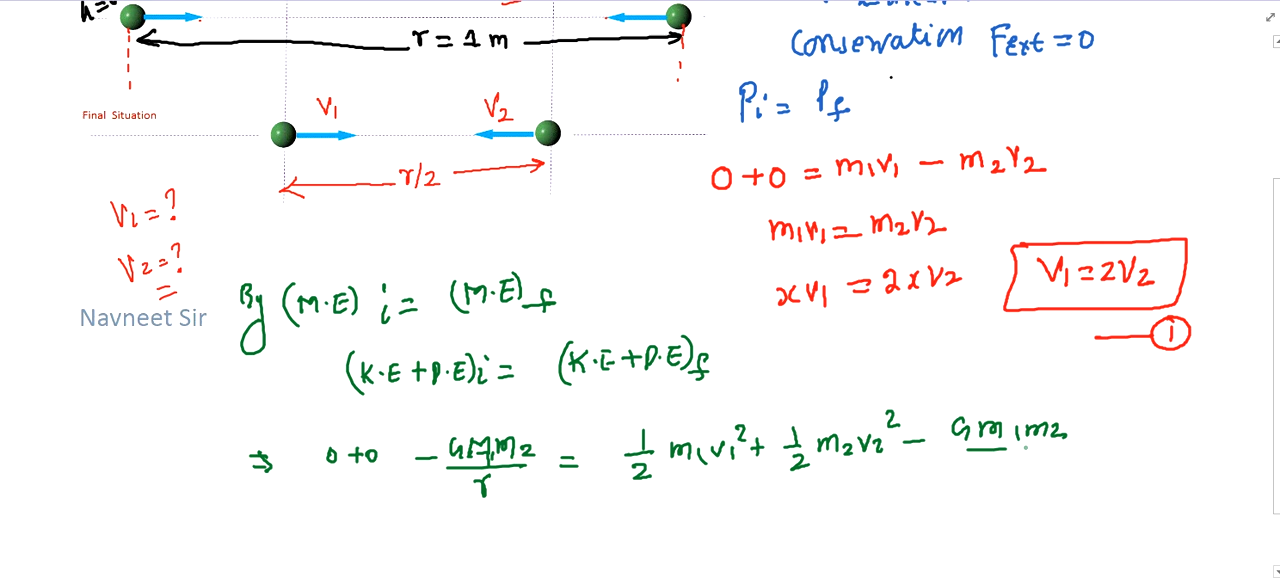 r = 1 m
Conservation Fext = 0
V1 V2
Pi = Pf
Final Situation
r/2
0 + 0 = m1v1 - m2v2
V1 = ?
m1v1 = m2v2
V2 = ?
xv1 = 2xv2
V1 = 2V2
i
Navneet Sir
By (M.E)i = (M.E)f
(K.E + P.E)i = (K.E + P.E)f
⇒ 0 + 0 - GM1M2/r = 1/2 m1v1² + 1/2 m2v2² - Gm1m2